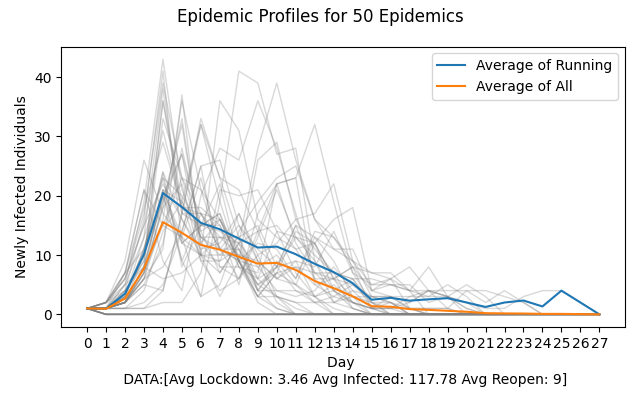 Epidemic Profiles for 50 Epidemics
Average of Running
Average of All
Newly Infected Individuals
40
30
20
10
0
0 1 2 3 4 5 6 7 8 9 10 11 12 13 14 15 16 17 18 19 20 21 22 23 24 25 26 27
Day
DATA:[Avg Lockdown: 3.46 Avg Infected: 117.78 Avg Reopen: 9]